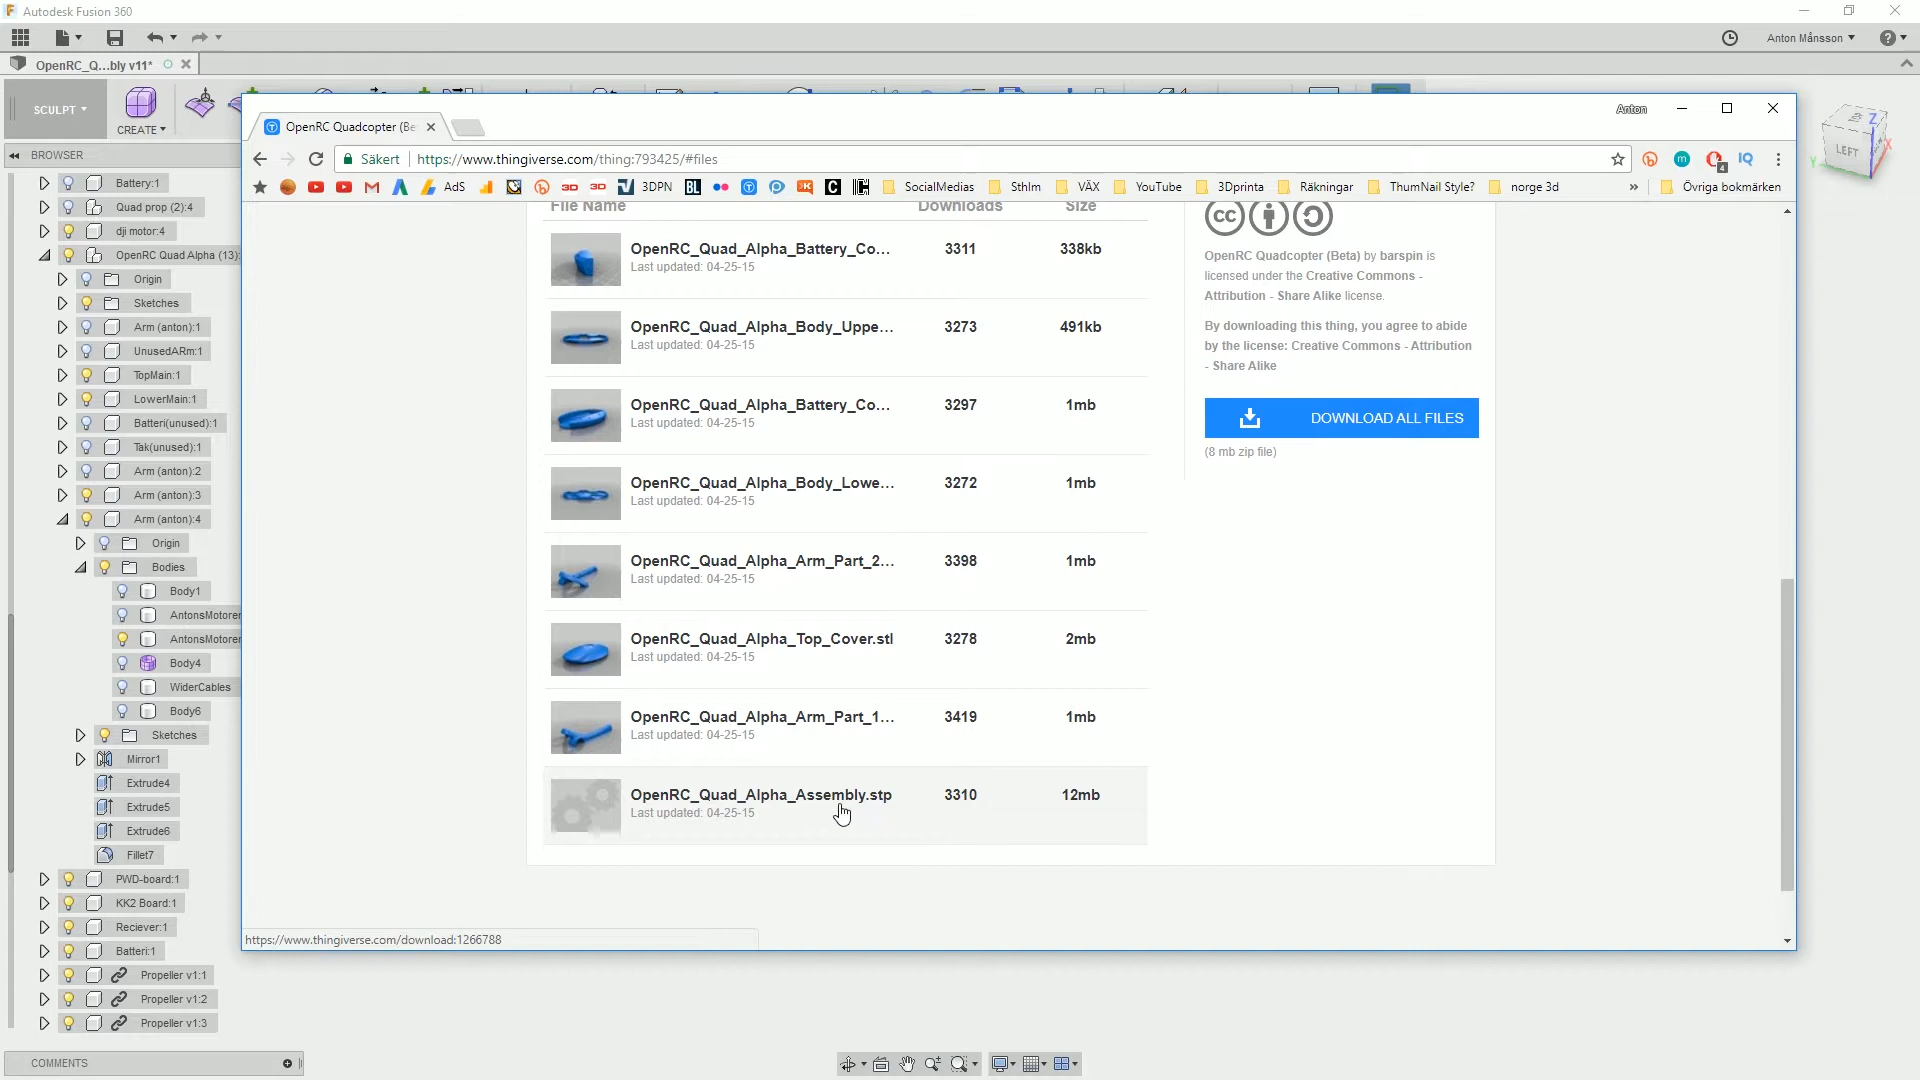 Autodesk Fusion 360
Anton Månsson
OpenRC_Q...bly v11*
SCULPT
CREATE
BROWSER
Battery:1
Quad prop (2):4
dji motor:4
OpenRC Quad Alpha (13):
Origin
Sketches
Arm (anton):1
UnusedARm:1
TopMain:1
LowerMain:1
Batteri(unused):1
Tak(unused):1
Arm (anton):2
Arm (anton):3
Arm (anton):4
Origin
Bodies
Body1
AntonsMotorer
AntonsMotorer
Body4
WiderCables
Body6
Sketches
Mirror1
Extrude4
Extrude5
Extrude6
Fillet7
PWD-board:1
KK2 Board:1
Reciever:1
Batteri:1
Propeller v1:1
Propeller v1:2
Propeller v1:3
COMMENTS
Anton
OpenRC Quadcopter (Be
Säkert https://www.thingiverse.com/thing:793425/#files
AdS 3D 3D 3DPN BL SocialMedias Sthlm VÄX YouTube 3Dprinta Räkningar ThumNail Style? norge 3d » Övriga bokmärken
File Name Downloads Size
OpenRC_Quad_Alpha_Battery_Co... 3311 338kb
Last updated: 04-25-15
OpenRC_Quad_Alpha_Body_Uppe... 3273 491kb
Last updated: 04-25-15
OpenRC_Quad_Alpha_Battery_Co... 3297 1mb
Last updated: 04-25-15
OpenRC_Quad_Alpha_Body_Lowe... 3272 1mb
Last updated: 04-25-15
OpenRC_Quad_Alpha_Arm_Part_2... 3398 1mb
Last updated: 04-25-15
OpenRC_Quad_Alpha_Top_Cover.stl 3278 2mb
Last updated: 04-25-15
OpenRC_Quad_Alpha_Arm_Part_1... 3419 1mb
Last updated: 04-25-15
OpenRC_Quad_Alpha_Assembly.stp 3310 12mb
Last updated: 04-25-15
cc
OpenRC Quadcopter (Beta) by barspin is
licensed under the Creative Commons -
Attribution - Share Alike license.
By downloading this thing, you agree to abide
by the license: Creative Commons - Attribution
- Share Alike
DOWNLOAD ALL FILES
(8 mb zip file)
https://www.thingiverse.com/download:1266788
LEFT
Z
X
Y